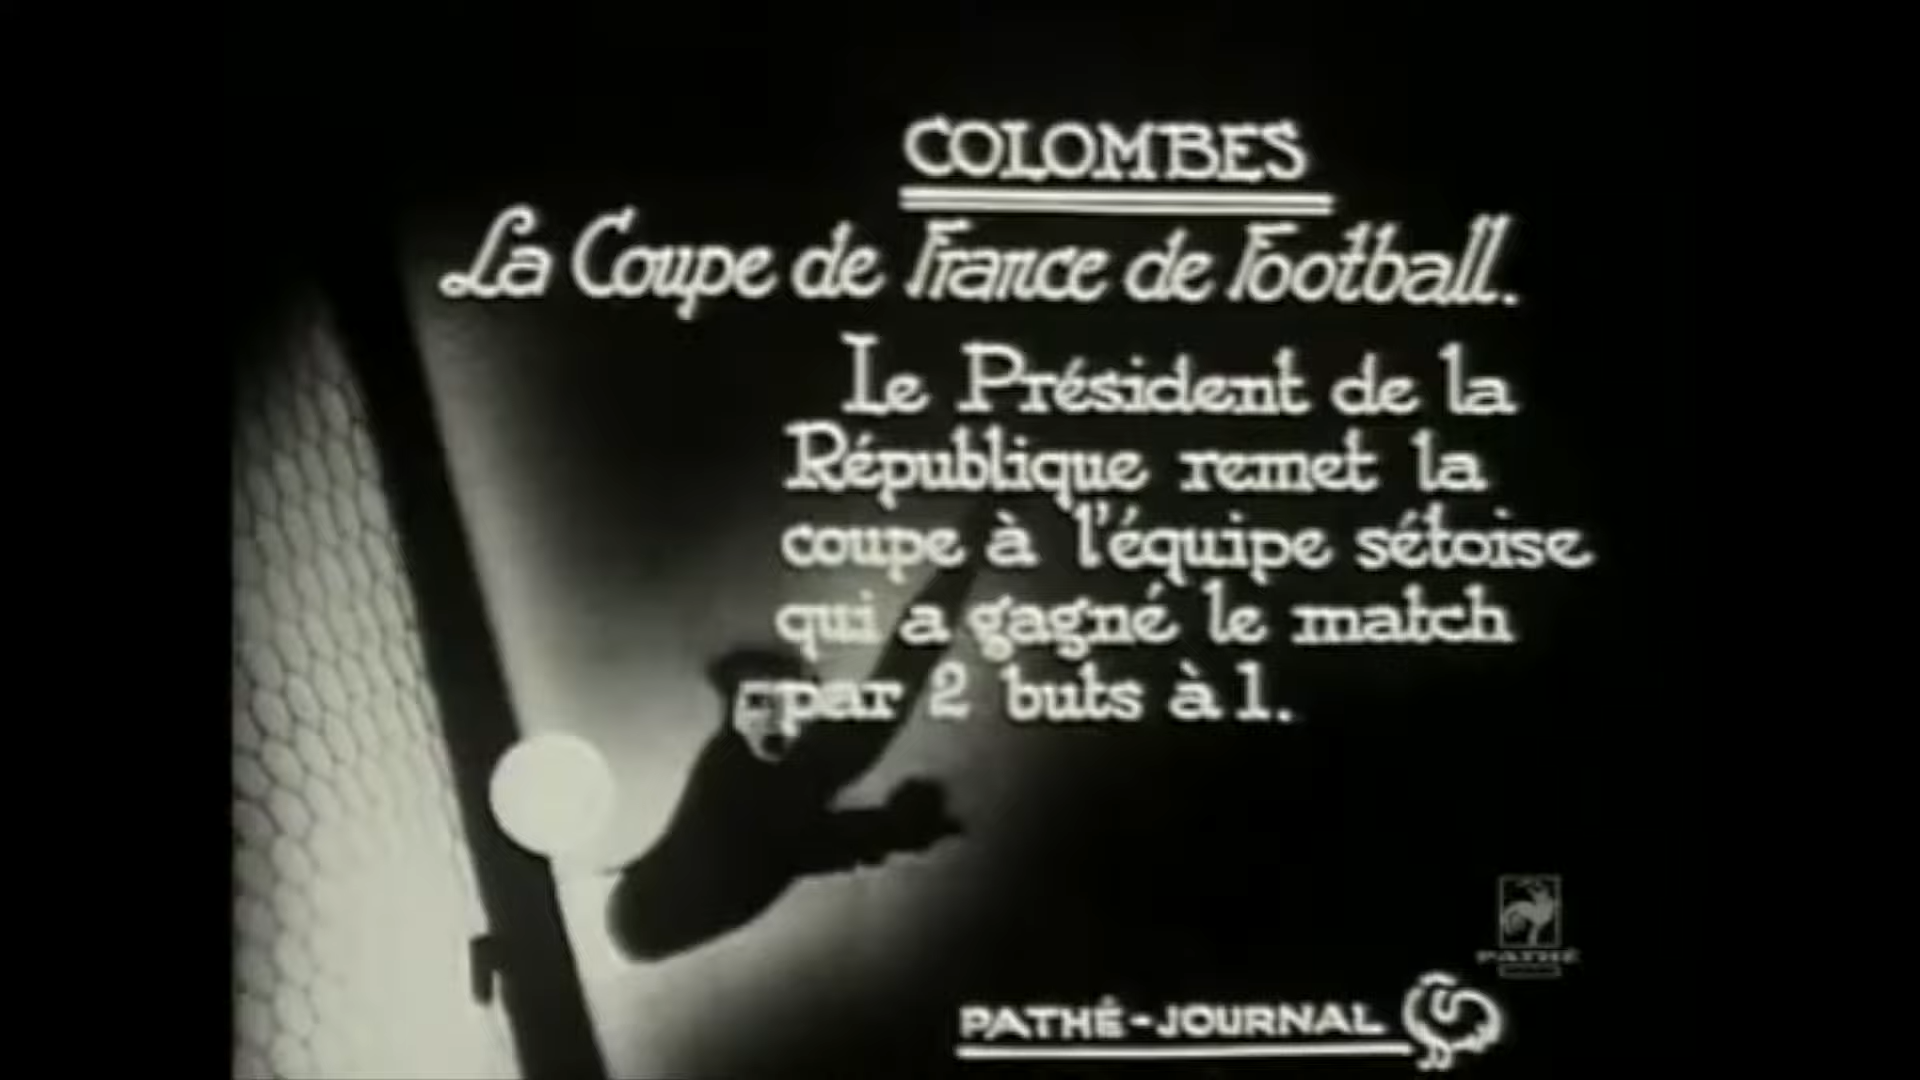 COLOMBES
La Coupe de France de Football.
Le Président de la
République remet la
coupe à l'équipe sétoise
qui a gagné le match
par 2 buts à 1.
PATHÉ
PATHÉ-JOURNAL